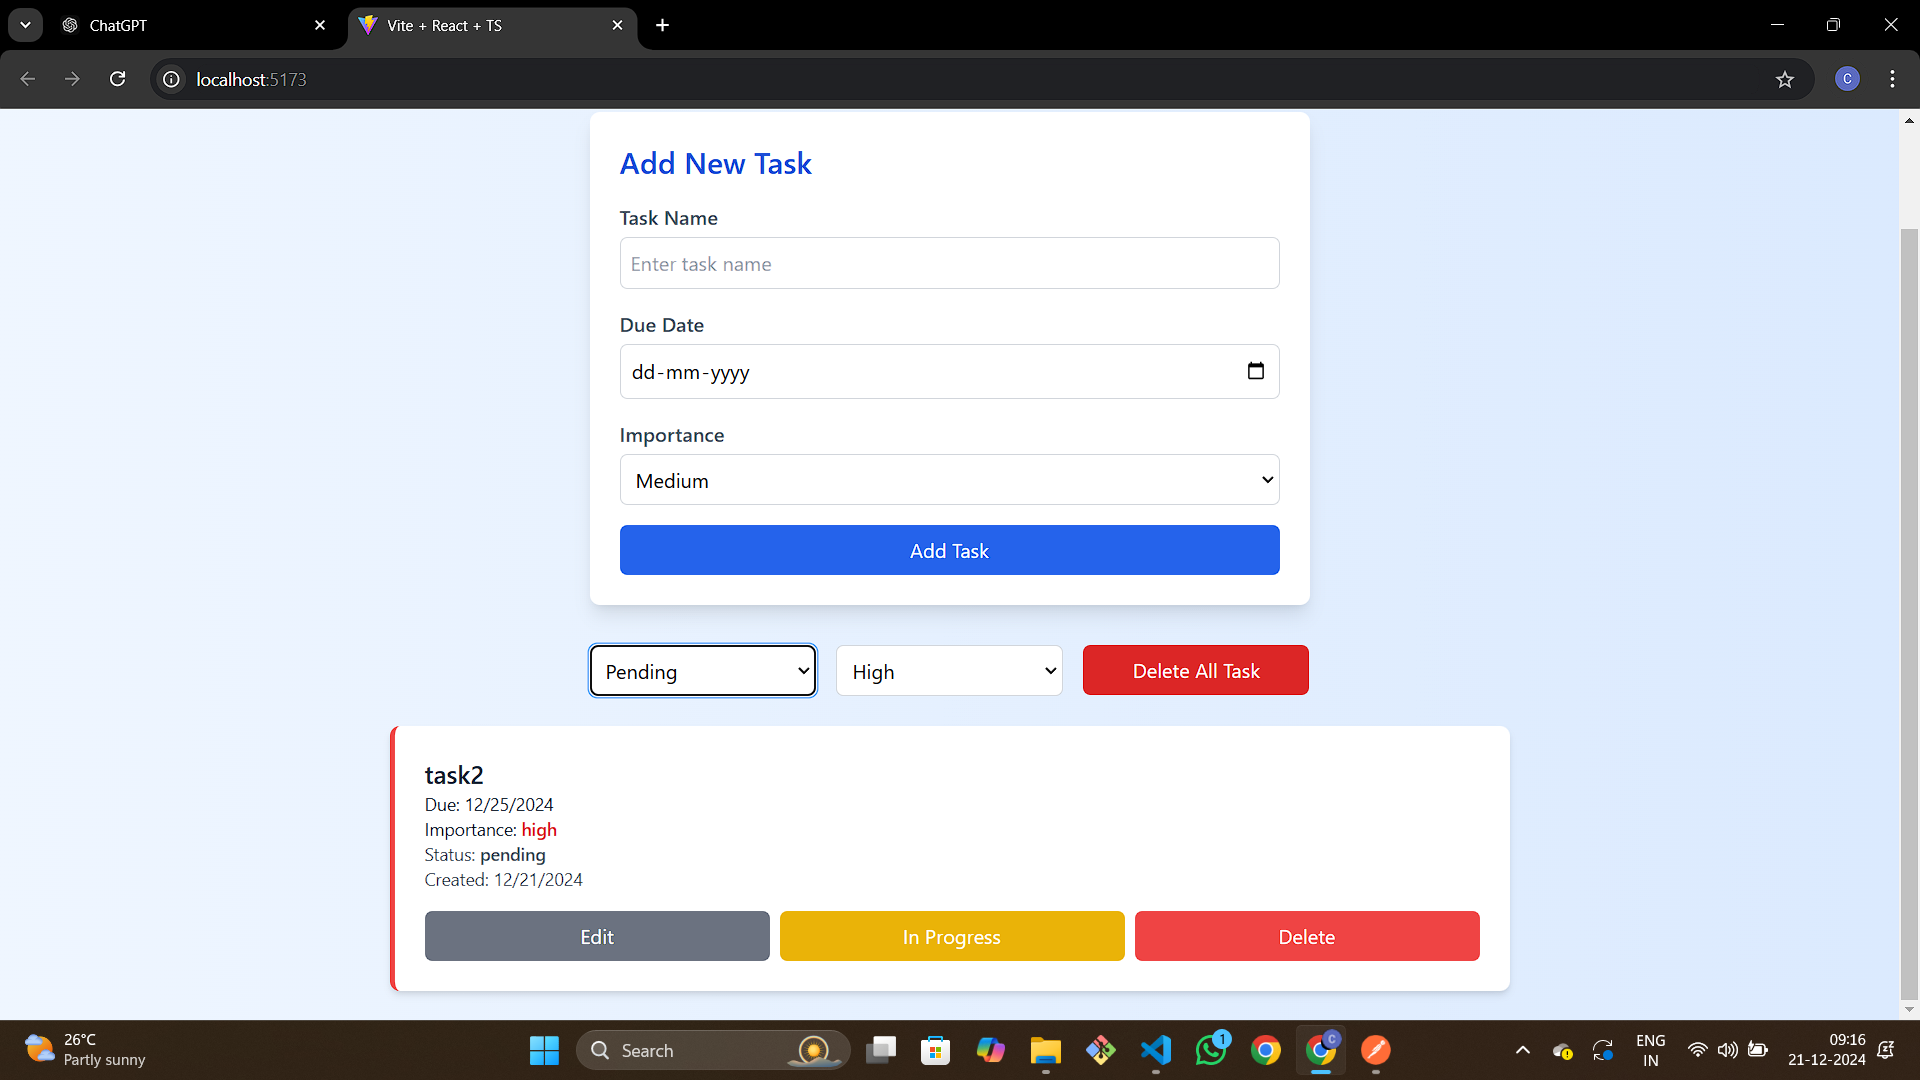 ChatGPT
Vite + React + TS
localhost:5173
C
Add New Task
Task Name
Enter task name
Due Date
dd-mm-yyyy
Importance
Medium
Add Task
Pending
High
Delete All Task
task2
Due: 12/25/2024
Importance: high
Status: pending
Created: 12/21/2024
Edit
In Progress
Delete
26°C
Partly sunny
Search
1
C
ENG
IN
09:16
21-12-2024